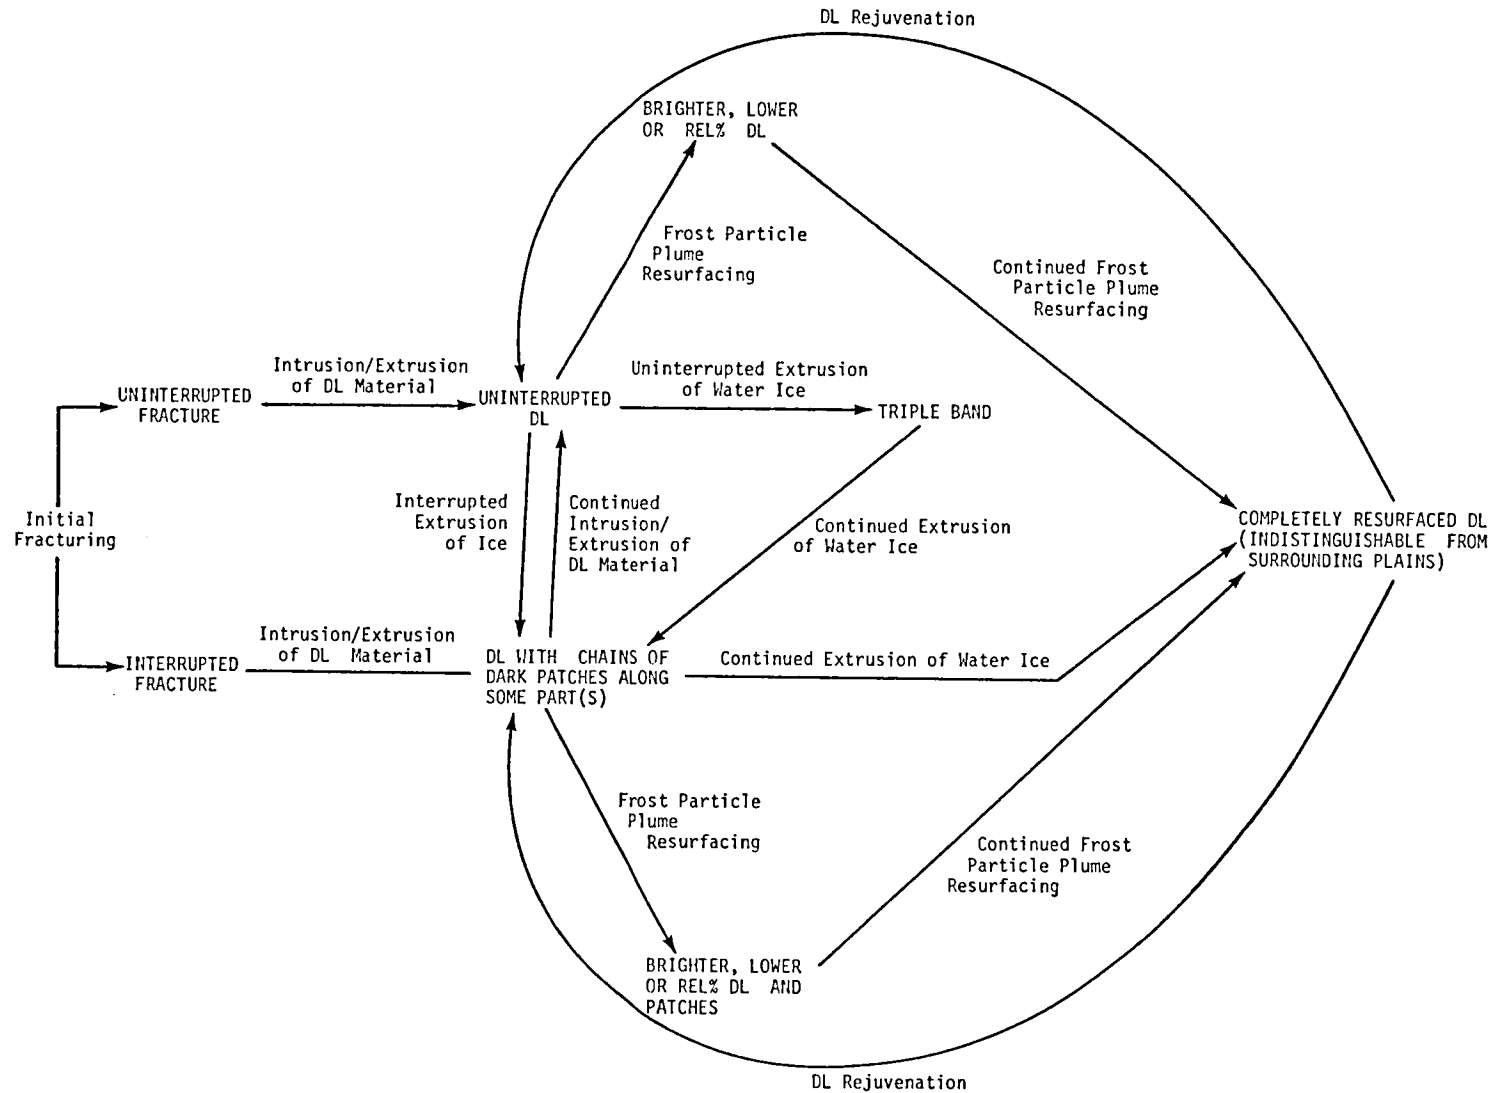 DL Rejuvenation
BRIGHTER, LOWER
OR REL% DL
Frost Particle
Plume
Resurfacing
Continued Frost
Particle Plume
Resurfacing
Intrusion/Extrusion
of DL Material
Uninterrupted Extrusion
of Water Ice
UNINTERRUPTED
FRACTURE
UNINTERRUPTED
DL
TRIPLE BAND
Initial
Fracturing
Interrupted
Extrusion
of Ice
Continued
Intrusion/
Extrusion of
DL Material
Continued Extrusion
of Water Ice
COMPLETELY RESURFACED DL
(INDISTINGUISHABLE FROM
SURROUNDING PLAINS)
Intrusion/Extrusion
of DL Material
INTERRUPTED
FRACTURE
DL WITH CHAINS OF
DARK PATCHES ALONG
SOME PART(S)
Continued Extrusion of Water Ice
Frost Particle
Plume
Resurfacing
Continued Frost
Particle Plume
Resurfacing
BRIGHTER, LOWER
OR REL% DL AND
PATCHES
DL Rejuvenation